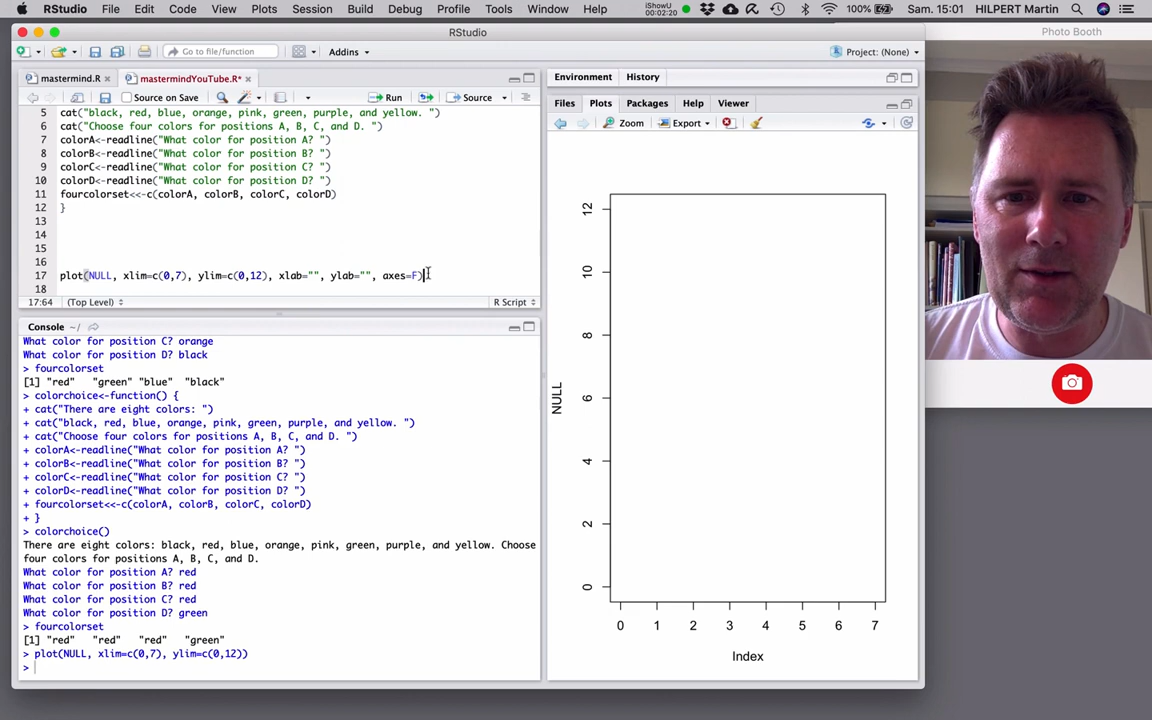 RStudio File Edit Code View Plots Session Build Debug Profile Tools Window Help iShowU 00:02:20 100% Sam. 15:01 HILPERT Martin
RStudio
Photo Booth
Go to file/function Addins Project: (None)
mastermind.R mastermindYouTube.R*
Source on Save Run Source
5 cat("black, red, blue, orange, pink, green, purple, and yellow. ")
6 cat("Choose four colors for positions A, B, C, and D. ")
7 colorA<-readline("What color for position A? ")
8 colorB<-readline("What color for position B? ")
9 colorC<-readline("What color for position C? ")
10 colorD<-readline("What color for position D? ")
11 fourcolorset<<-c(colorA, colorB, colorC, colorD)
12 }
13
14
15
16
17 plot(NULL, xlim=c(0,7), ylim=c(0,12), xlab="", ylab="", axes=F)
18
17:64 (Top Level) R Script
Console ~/
What color for position C? orange
What color for position D? black
> fourcolorset
[1] "red" "green" "blue" "black"
> colorchoice<-function() {
+ cat("There are eight colors: ")
+ cat("black, red, blue, orange, pink, green, purple, and yellow. ")
+ cat("Choose four colors for positions A, B, C, and D. ")
+ colorA<-readline("What color for position A? ")
+ colorB<-readline("What color for position B? ")
+ colorC<-readline("What color for position C? ")
+ colorD<-readline("What color for position D? ")
+ fourcolorset<<-c(colorA, colorB, colorC, colorD)
+ }
> colorchoice()
There are eight colors: black, red, blue, orange, pink, green, purple, and yellow. Choose
four colors for positions A, B, C, and D.
What color for position A? red
What color for position B? red
What color for position C? red
What color for position D? green
> fourcolorset
[1] "red" "red" "red" "green"
> plot(NULL, xlim=c(0,7), ylim=c(0,12))
>
Environment History
Files Plots Packages Help Viewer
Zoom Export
12
10
8
6
4
2
0
NULL
0 1 2 3 4 5 6 7
Index